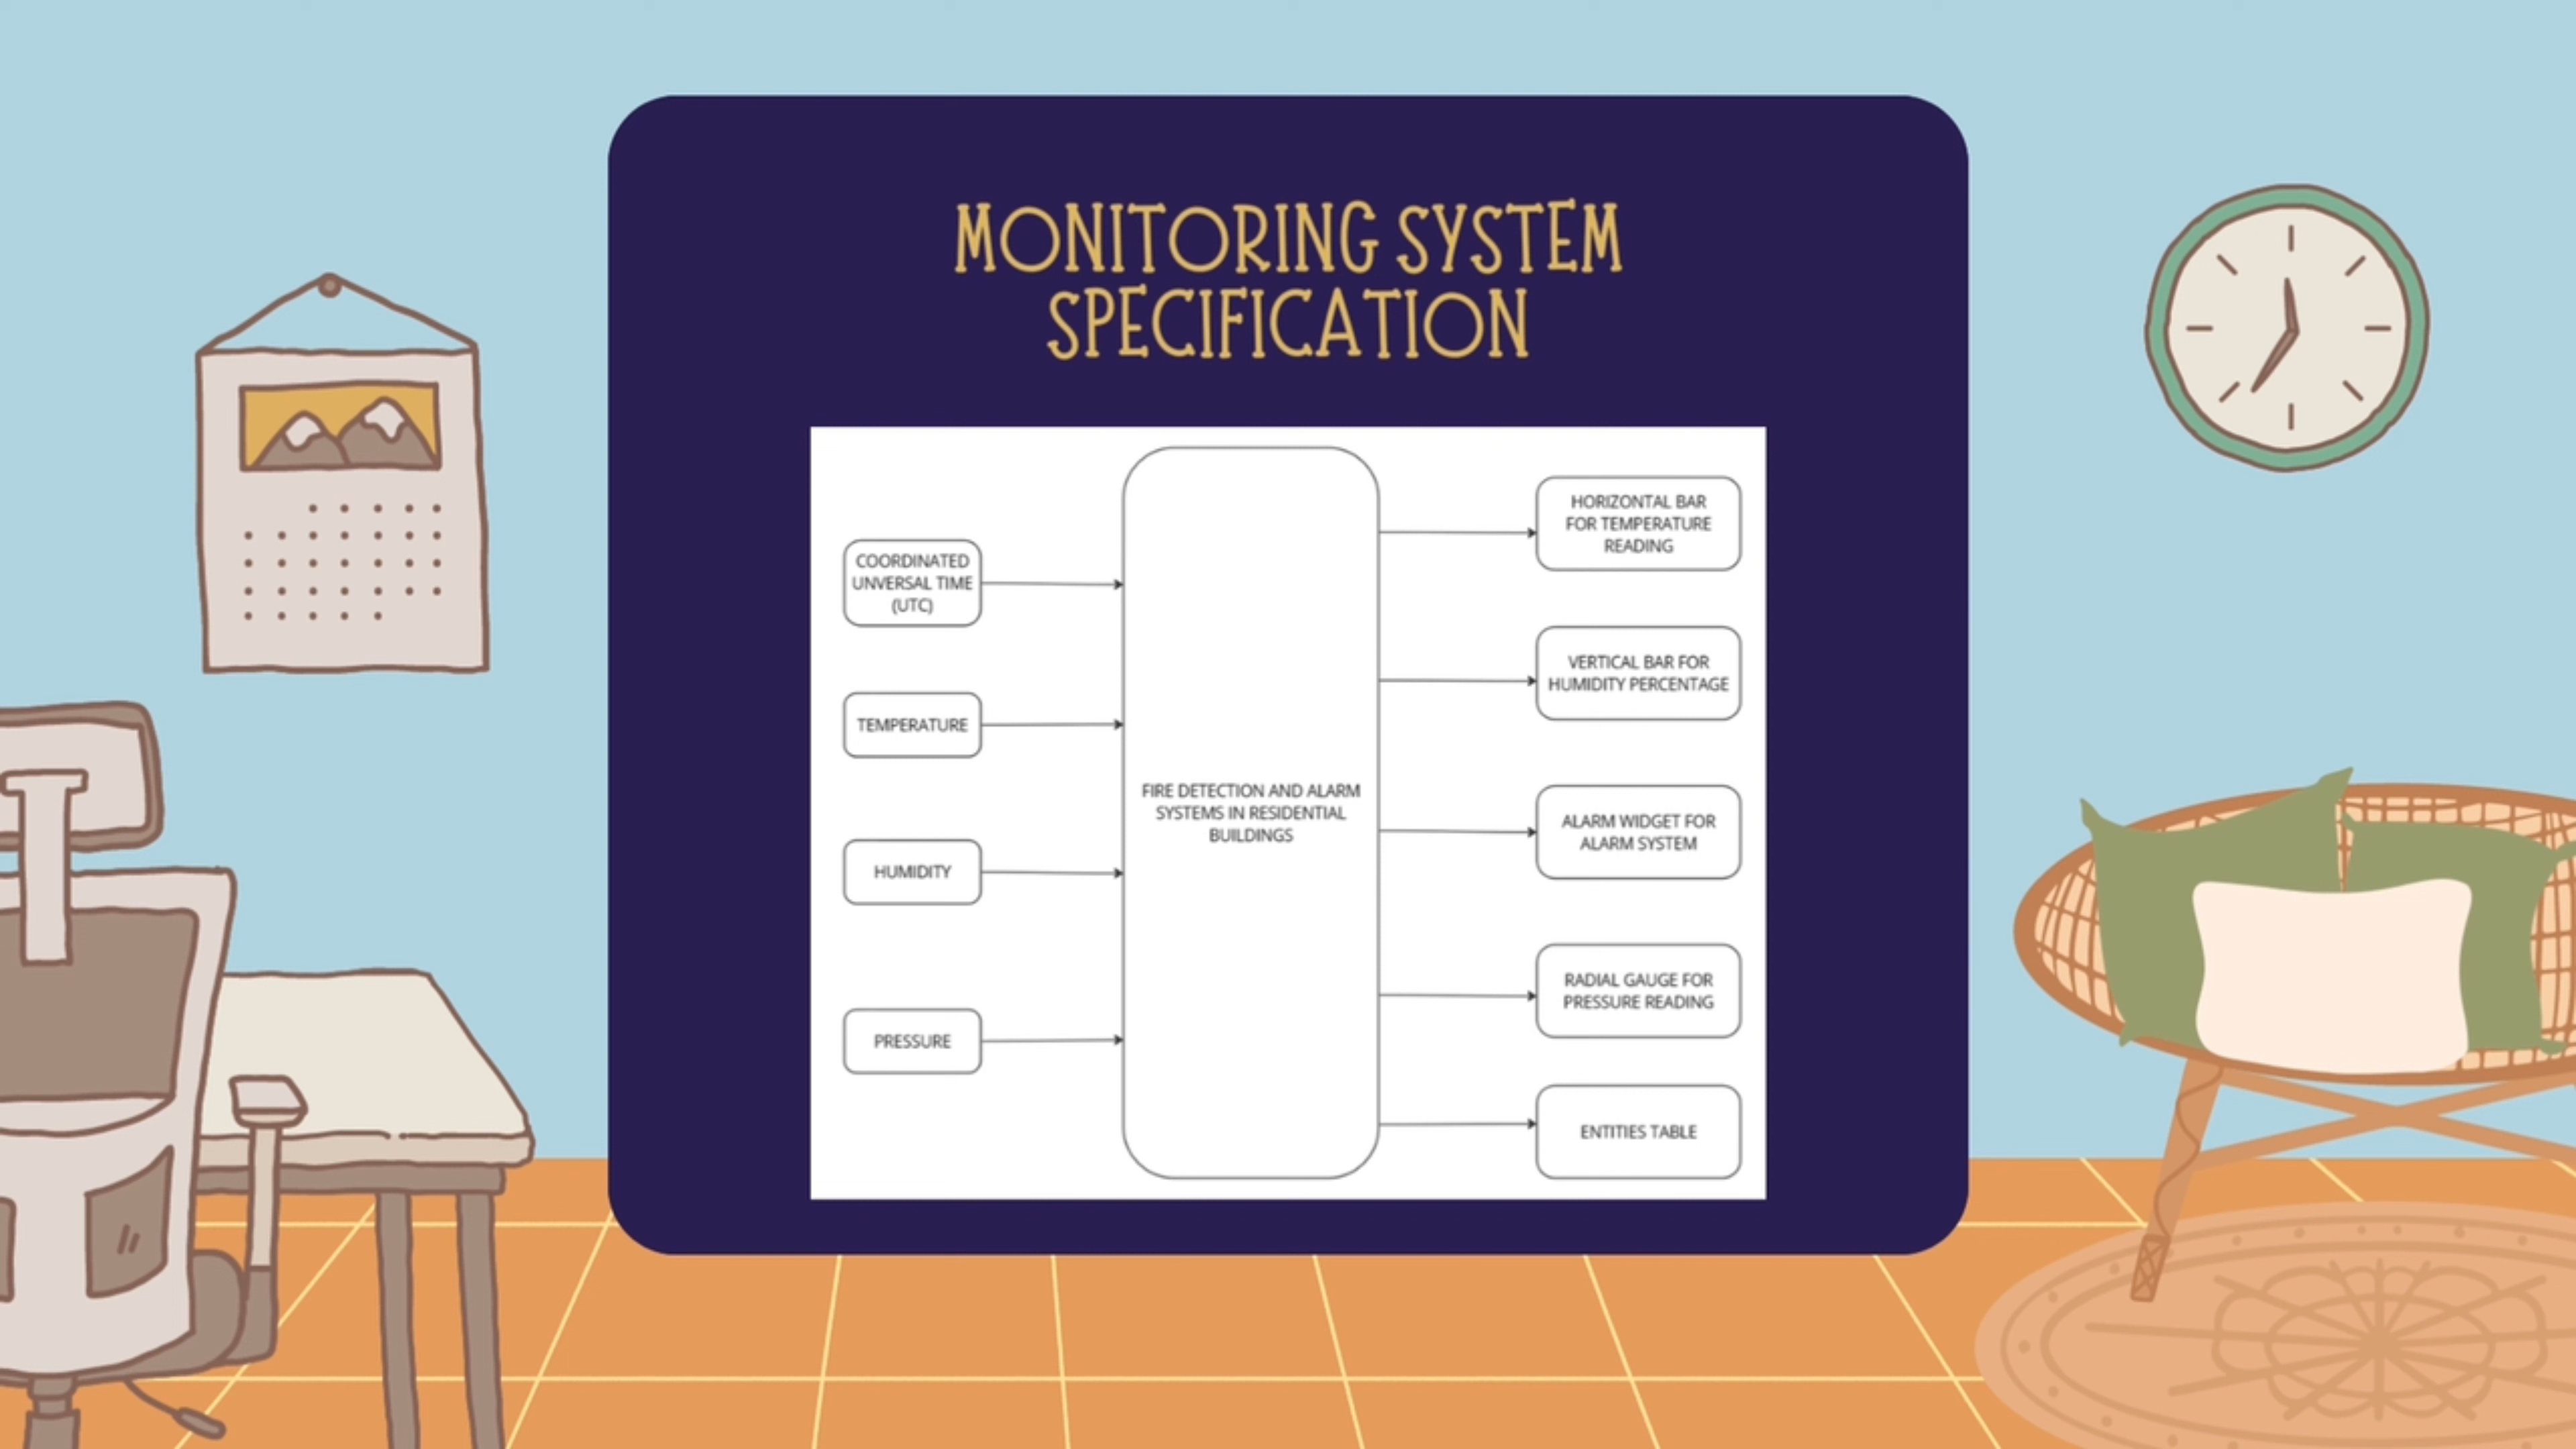 MONITORING SYSTEM
SPECIFICATION
COORDINATED
UNVERSAL TIME
(UTC)
TEMPERATURE
HUMIDITY
PRESSURE
FIRE DETECTION AND ALARM
SYSTEMS IN RESIDENTIAL
BUILDINGS
HORIZONTAL BAR
FOR TEMPERATURE
READING
VERTICAL BAR FOR
HUMIDITY PERCENTAGE
ALARM WIDGET FOR
ALARM SYSTEM
RADIAL GAUGE FOR
PRESSURE READING
ENTITIES TABLE